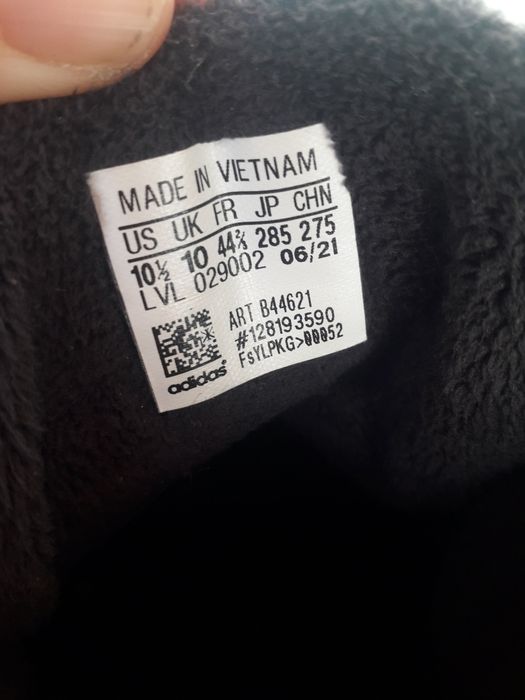 MADE IN VIETNAM
US UK FR JP CHN
10½ 10 44⅔ 285 275
LVL 029002 06/21
ART B44621
#128193590
FsYLPKG>00052
adidas